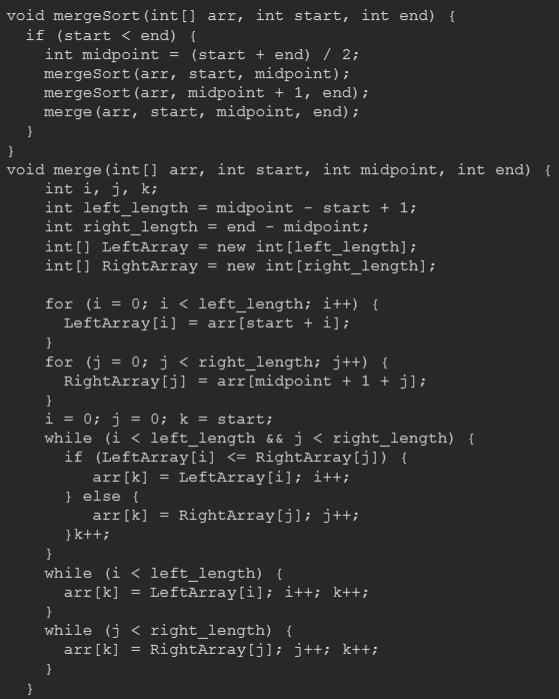 void mergeSort(int[] arr, int start, int end) {
  if (start < end) {
    int midpoint = (start + end) / 2;
    mergeSort(arr, start, midpoint);
    mergeSort(arr, midpoint + 1, end);
    merge(arr, start, midpoint, end);
  }
}
void merge(int[] arr, int start, int midpoint, int end) {
    int i, j, k;
    int left_length = midpoint - start + 1;
    int right_length = end - midpoint;
    int[] LeftArray = new int[left_length];
    int[] RightArray = new int[right_length];

    for (i = 0; i < left_length; i++) {
      LeftArray[i] = arr[start + i];
    }
    for (j = 0; j < right_length; j++) {
      RightArray[j] = arr[midpoint + 1 + j];
    }
    i = 0; j = 0; k = start;
    while (i < left_length && j < right_length) {
      if (LeftArray[i] <= RightArray[j]) {
         arr[k] = LeftArray[i]; i++;
      } else {
         arr[k] = RightArray[j]; j++;
      }k++;
    }
    while (i < left_length) {
      arr[k] = LeftArray[i]; i++; k++;
    }
    while (j < right_length) {
      arr[k] = RightArray[j]; j++; k++;
    }
  }